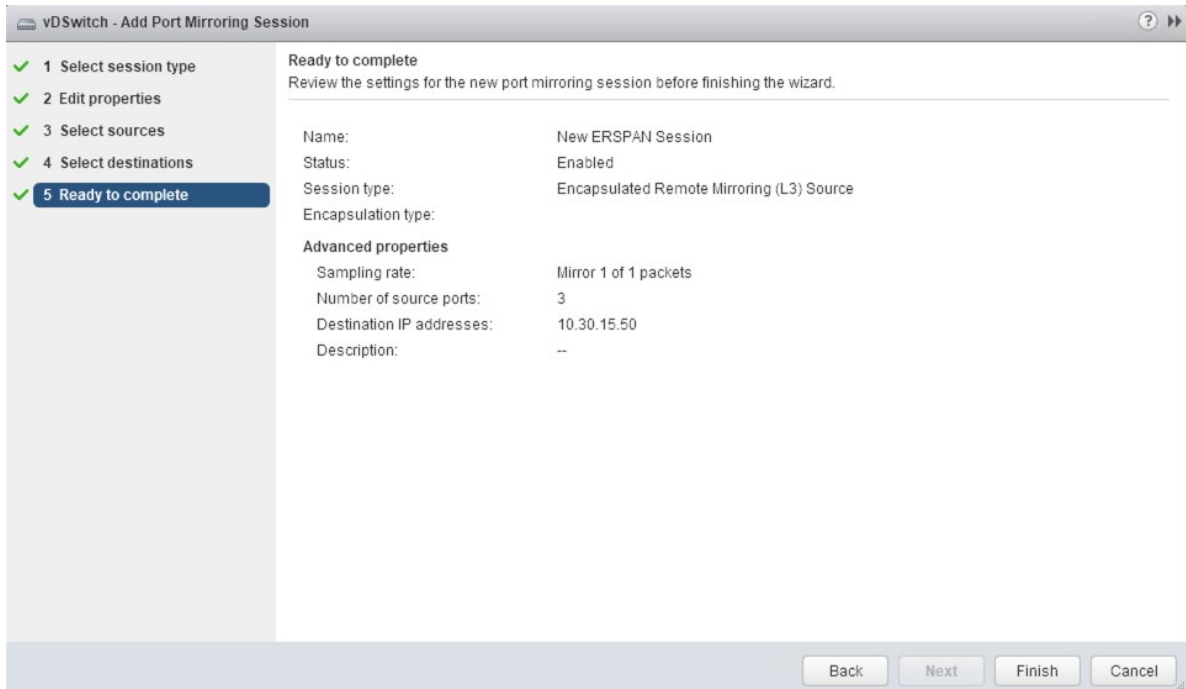 vDSwitch - Add Port Mirroring Session
?
1 Select session type
2 Edit properties
3 Select sources
4 Select destinations
5 Ready to complete
Ready to complete
Review the settings for the new port mirroring session before finishing the wizard.
Name: New ERSPAN Session
Status: Enabled
Session type: Encapsulated Remote Mirroring (L3) Source
Encapsulation type:
Advanced properties
Sampling rate: Mirror 1 of 1 packets
Number of source ports: 3
Destination IP addresses: 10.30.15.50
Description: --
Back Next Finish Cancel